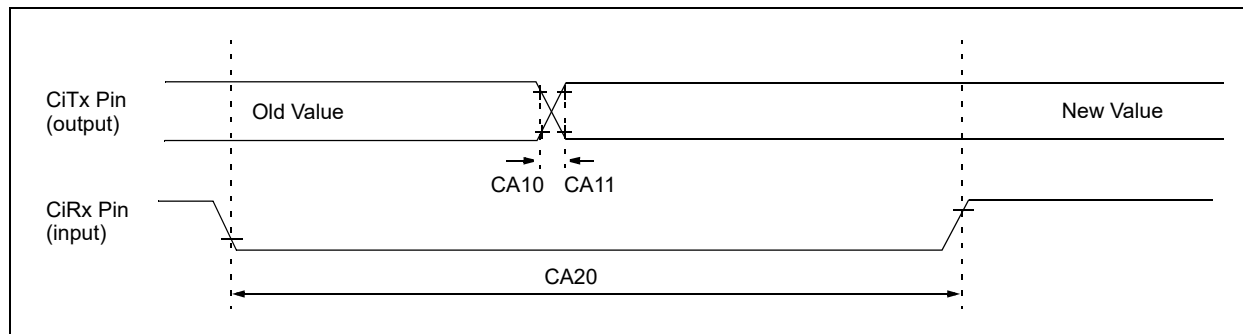 CiTx Pin
(output)
Old Value
New Value
CA10 CA11
CiRx Pin
(input)
CA20